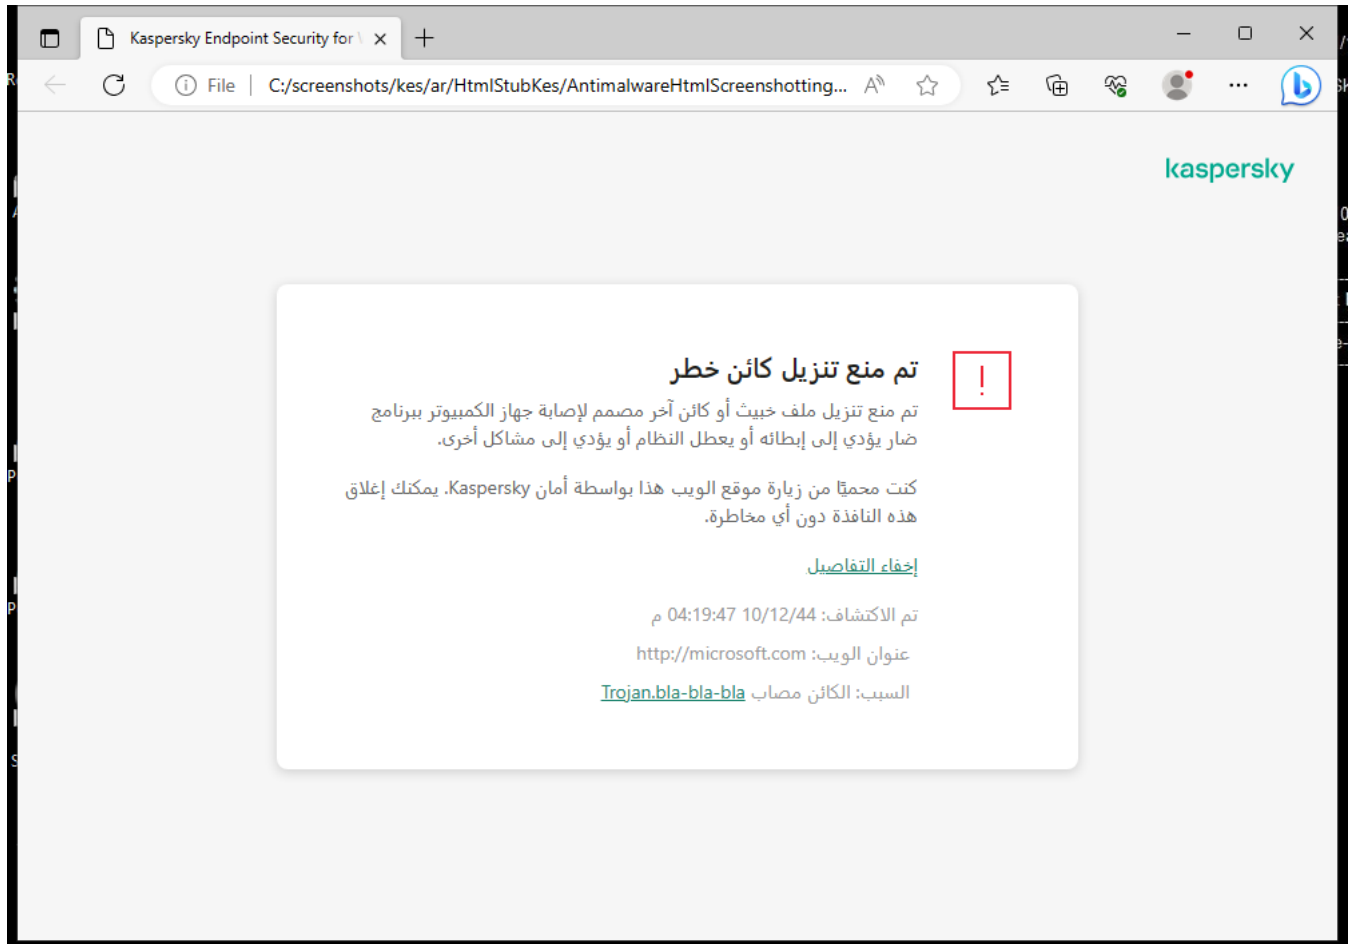 Kaspersky Endpoint Security for
File
C:/screenshots/kes/ar/HtmlStubKes/AntimalwareHtmlScreenshotting...
kaspersky
تم منع تنزيل كائن خطر
تم منع تنزيل ملف خبيث أو كائن آخر مصمم لإصابة جهاز الكمبيوتر ببرنامج
ضار يؤدي إلى إبطائه أو يعطل النظام أو يؤدي إلى مشاكل أخرى.
كنت محميًا من زيارة موقع الويب هذا بواسطة أمان Kaspersky. يمكنك إغلاق
هذه النافذة دون أي مخاطرة.
إخفاء التفاصيل
تم الاكتشاف: 10/12/44 04:19:47 م
عنوان الويب: http://microsoft.com
السبب: الكائن مصاب Trojan.bla-bla-bla